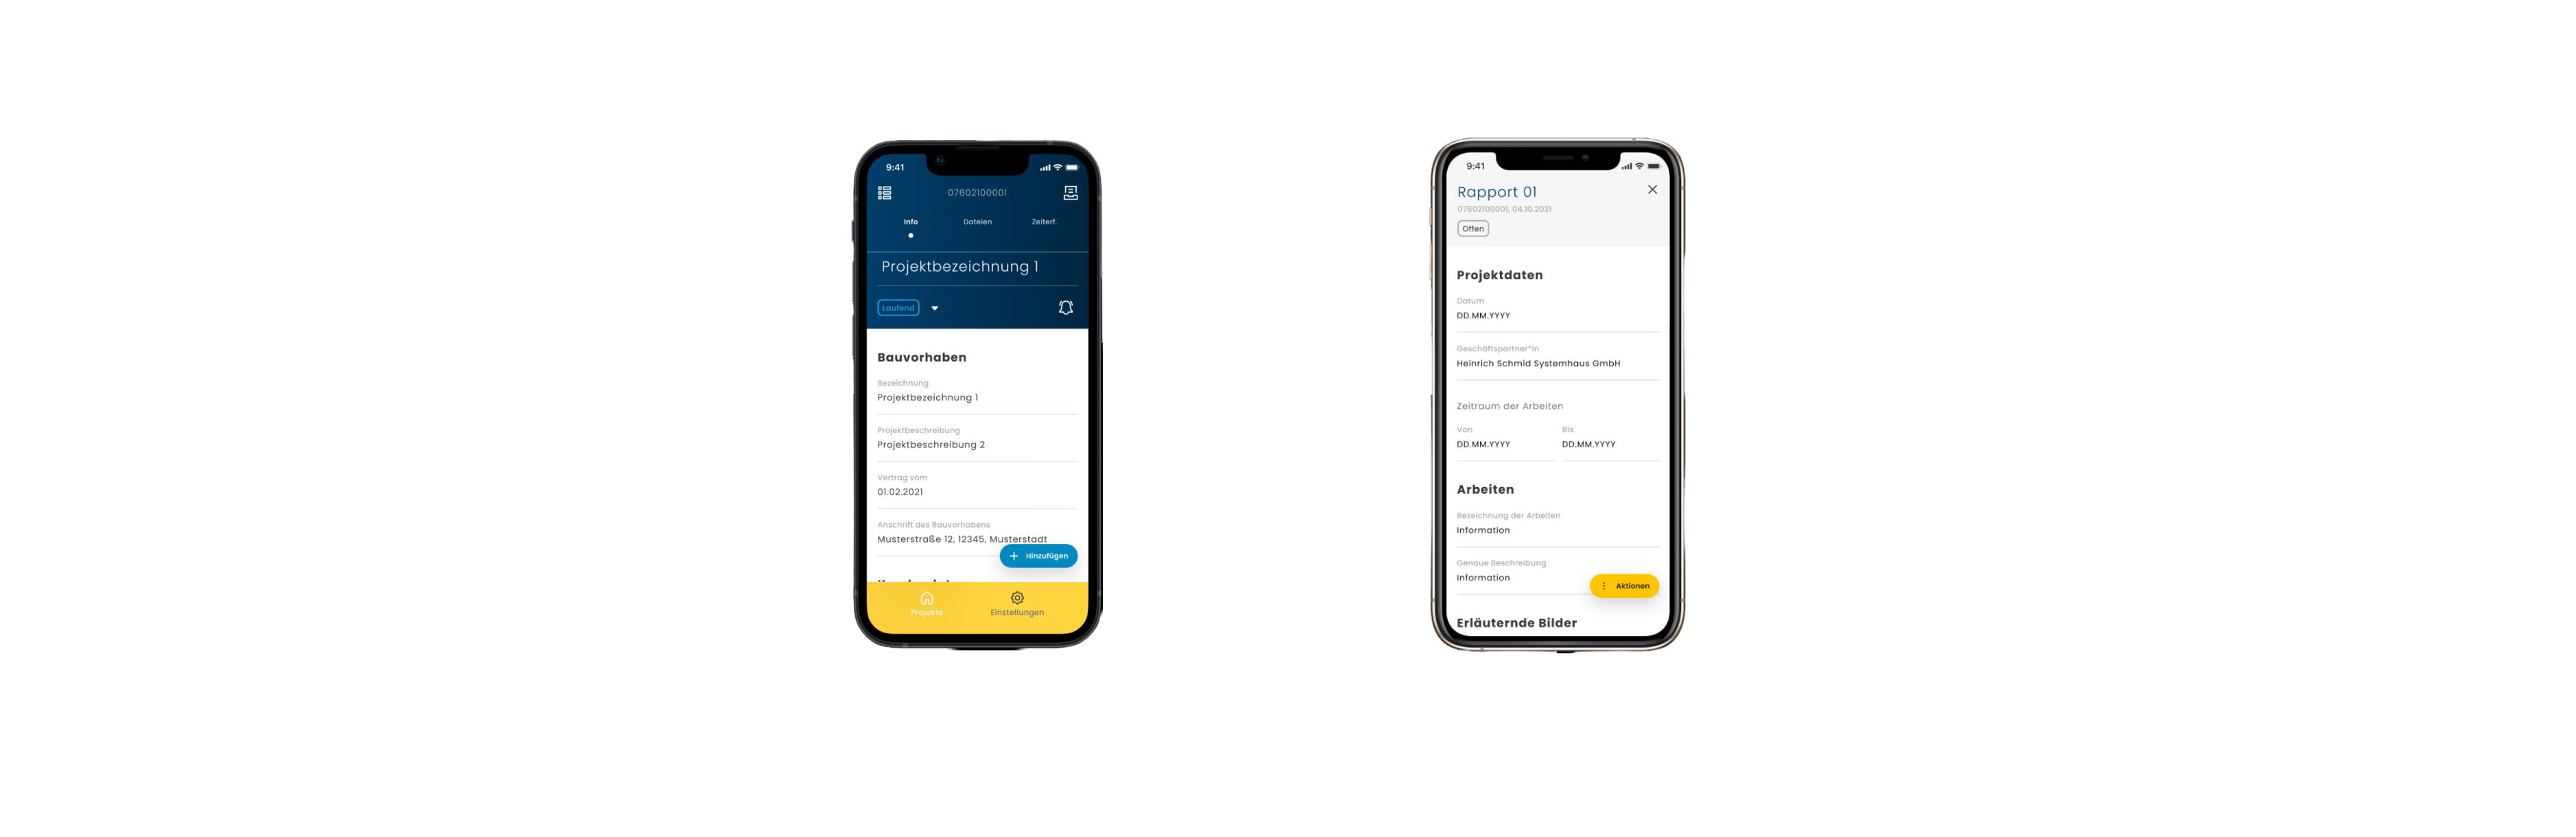 9:41
07602100001
Info Dateien Zeiterf.
Projektbezeichnung 1
Laufend
Bauvorhaben
Bezeichnung
Projektbezeichnung 1
Projektbeschreibung
Projektbeschreibung 2
Vertrag vom
01.02.2021
Anschrift des Bauvorhabens
Musterstraße 12, 12345, Musterstadt
Hinzufügen
Projekte Einstellungen
9:41
Rapport 01
07602100001, 04.10.2021
Offen
Projektdaten
Datum
DD.MM.YYYY
Geschäftspartner*in
Heinrich Schmid Systemhaus GmbH
Zeitraum der Arbeiten
Von Bis
DD.MM.YYYY DD.MM.YYYY
Arbeiten
Bezeichnung der Arbeiten
Information
Genaue Beschreibung
Information
Aktionen
Erläuternde Bilder